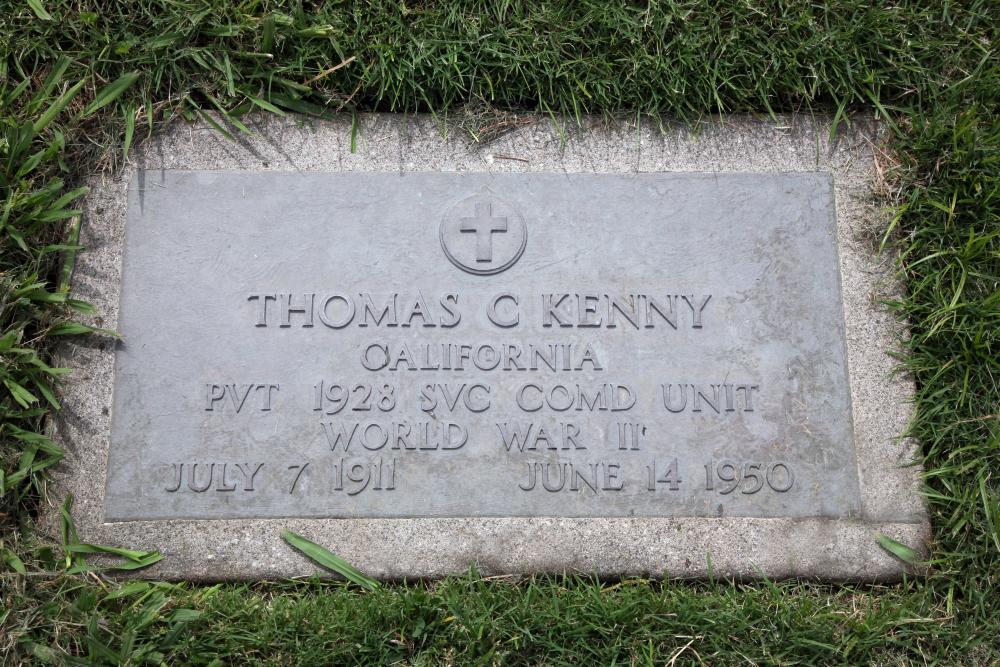 THOMAS C KENNY
CALIFORNIA
PVT 1928 SVC COMD UNIT
WORLD WAR II
JULY 7 1911 JUNE 14 1950